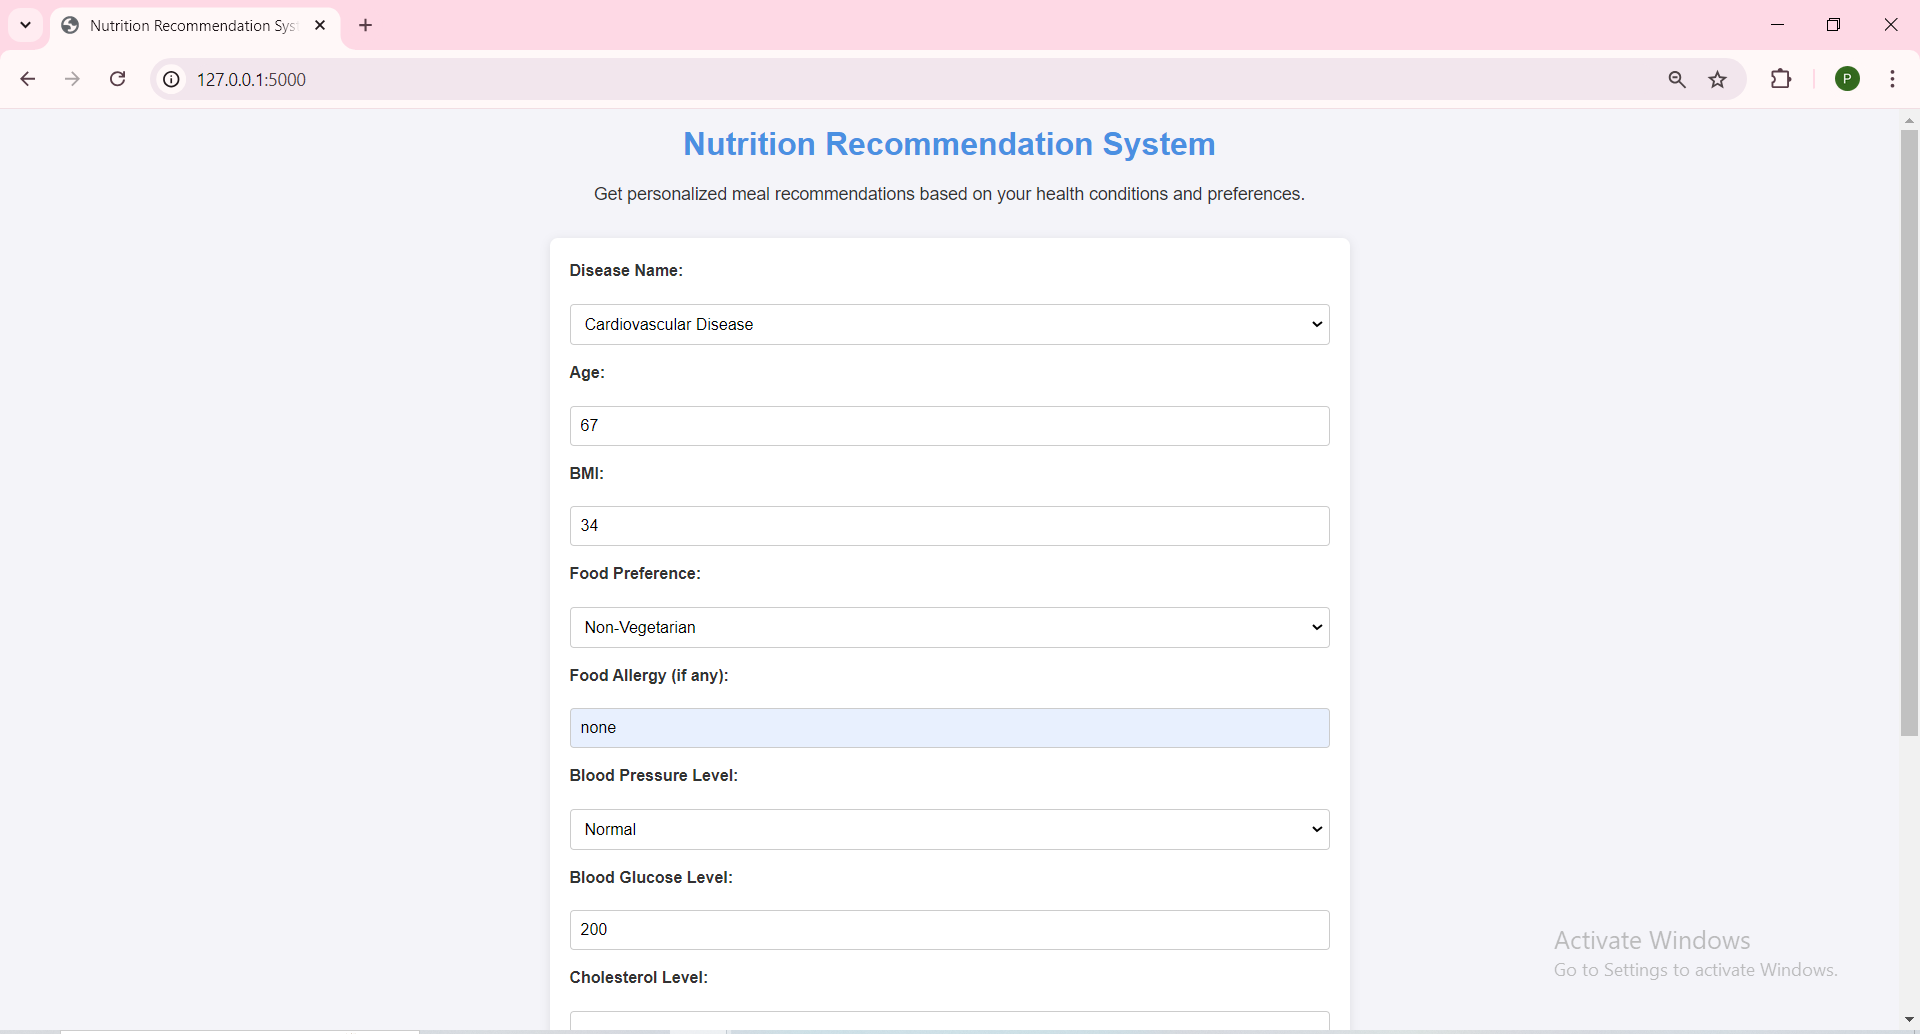 Nutrition Recommendation Sys
127.0.0.1:5000
P
Nutrition Recommendation System
Get personalized meal recommendations based on your health conditions and preferences.
Disease Name:
Cardiovascular Disease
Age:
67
BMI:
34
Food Preference:
Non-Vegetarian
Food Allergy (if any):
none
Blood Pressure Level:
Normal
Blood Glucose Level:
200
Cholesterol Level:
Activate Windows
Go to Settings to activate Windows.